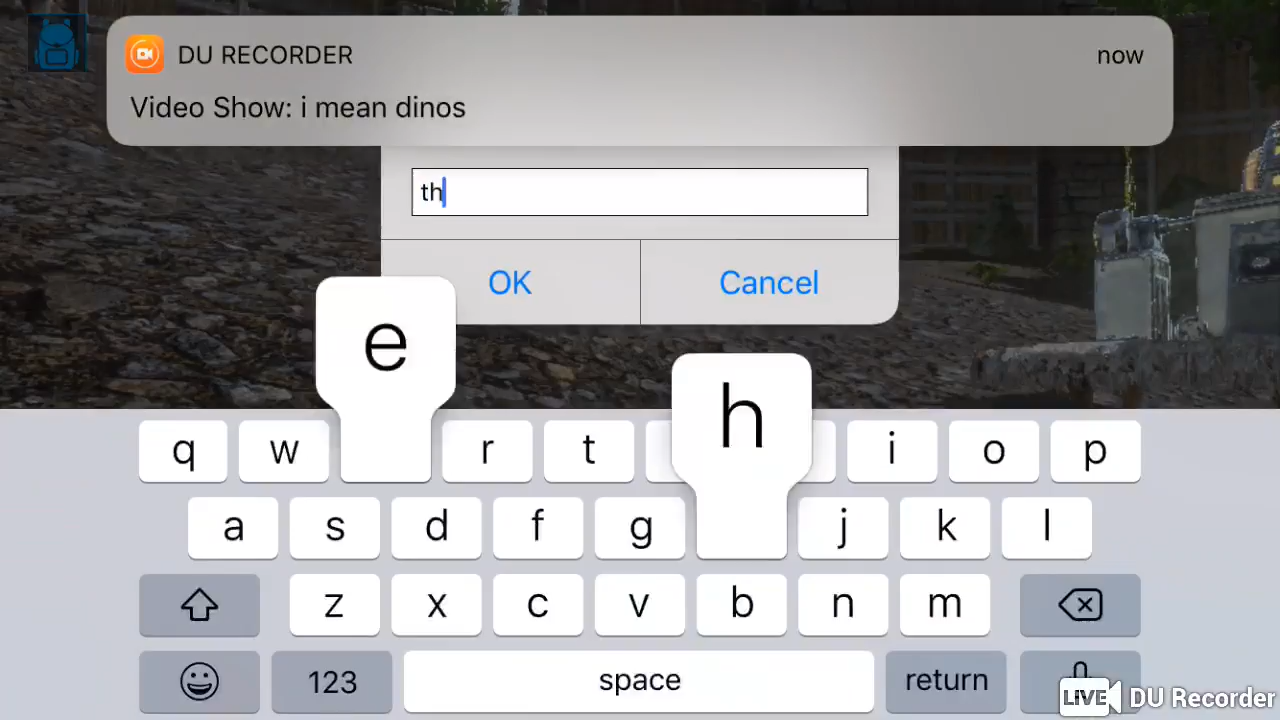 DU RECORDER
now
Video Show: i mean dinos
th
OK
Cancel
e
h
q w r t i o p
a s d f g j k l
z x c v b n m
123 space return
LIVE DU Recorder